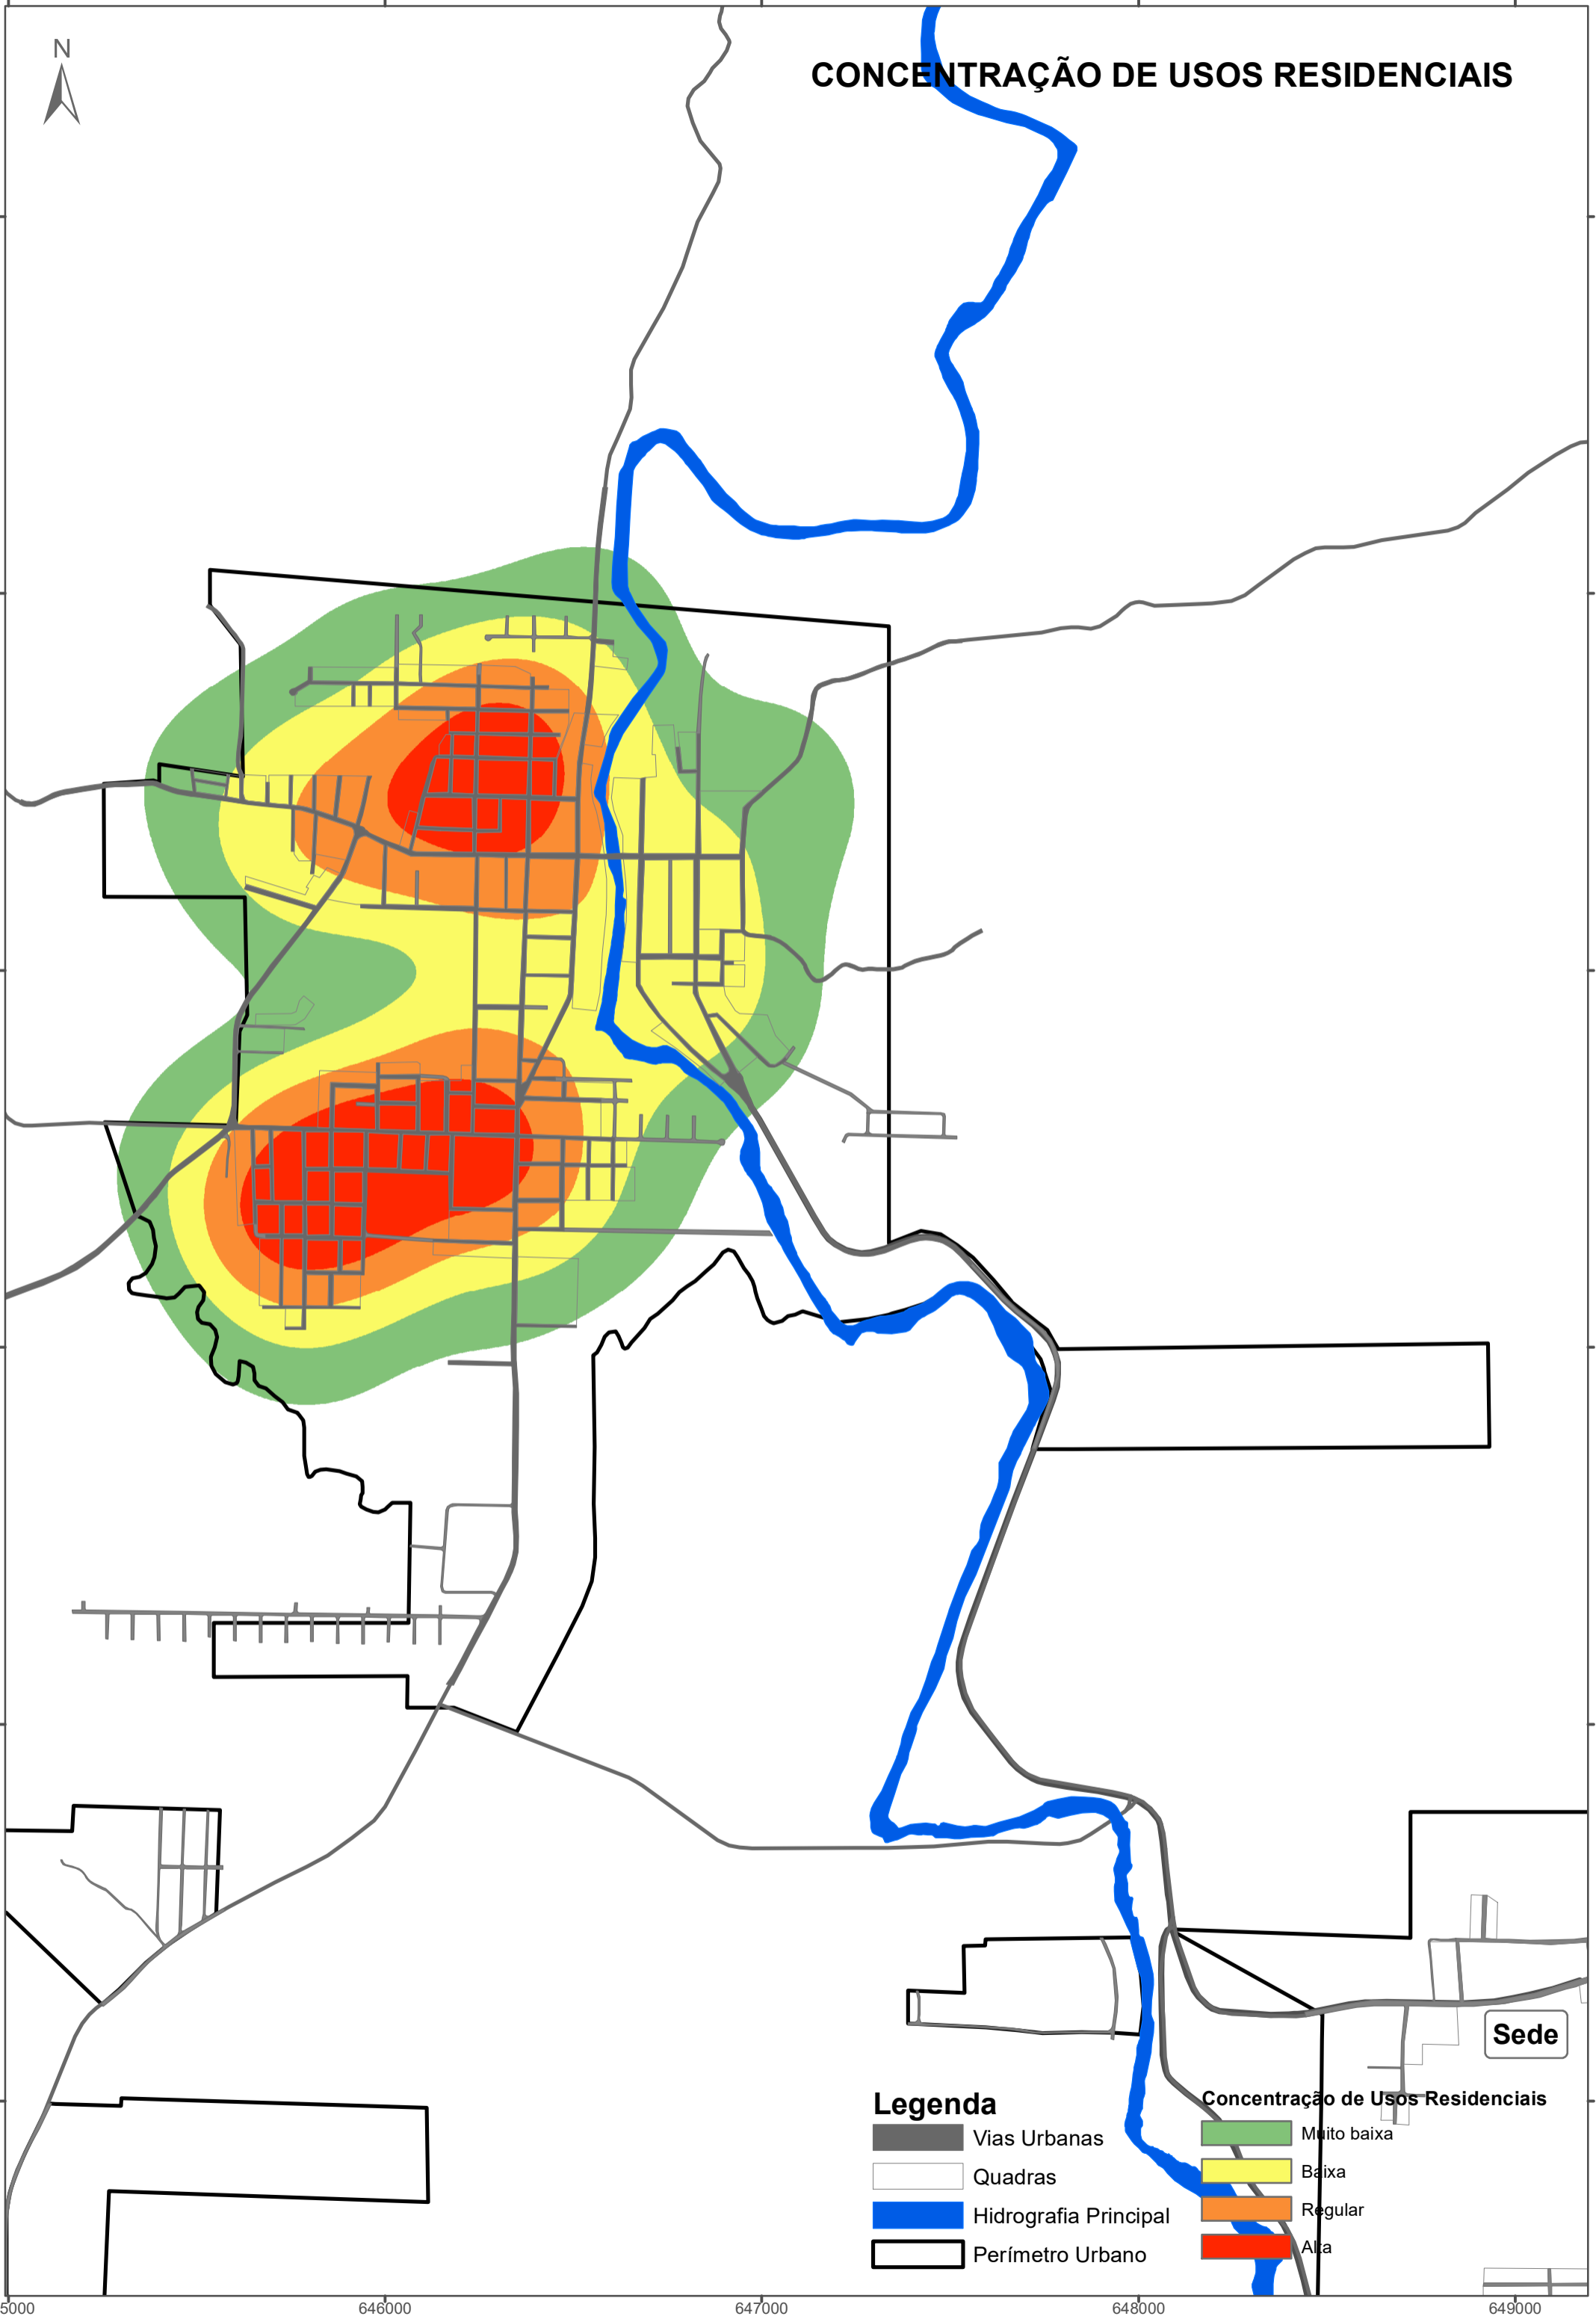 N
CONCENTRAÇÃO DE USOS RESIDENCIAIS
Sede
Legenda
Vias Urbanas
Quadras
Hidrografia Principal
Perímetro Urbano
Concentração de Usos Residenciais
Muito baixa
Baixa
Regular
Alta
5000 646000 647000 648000 649000